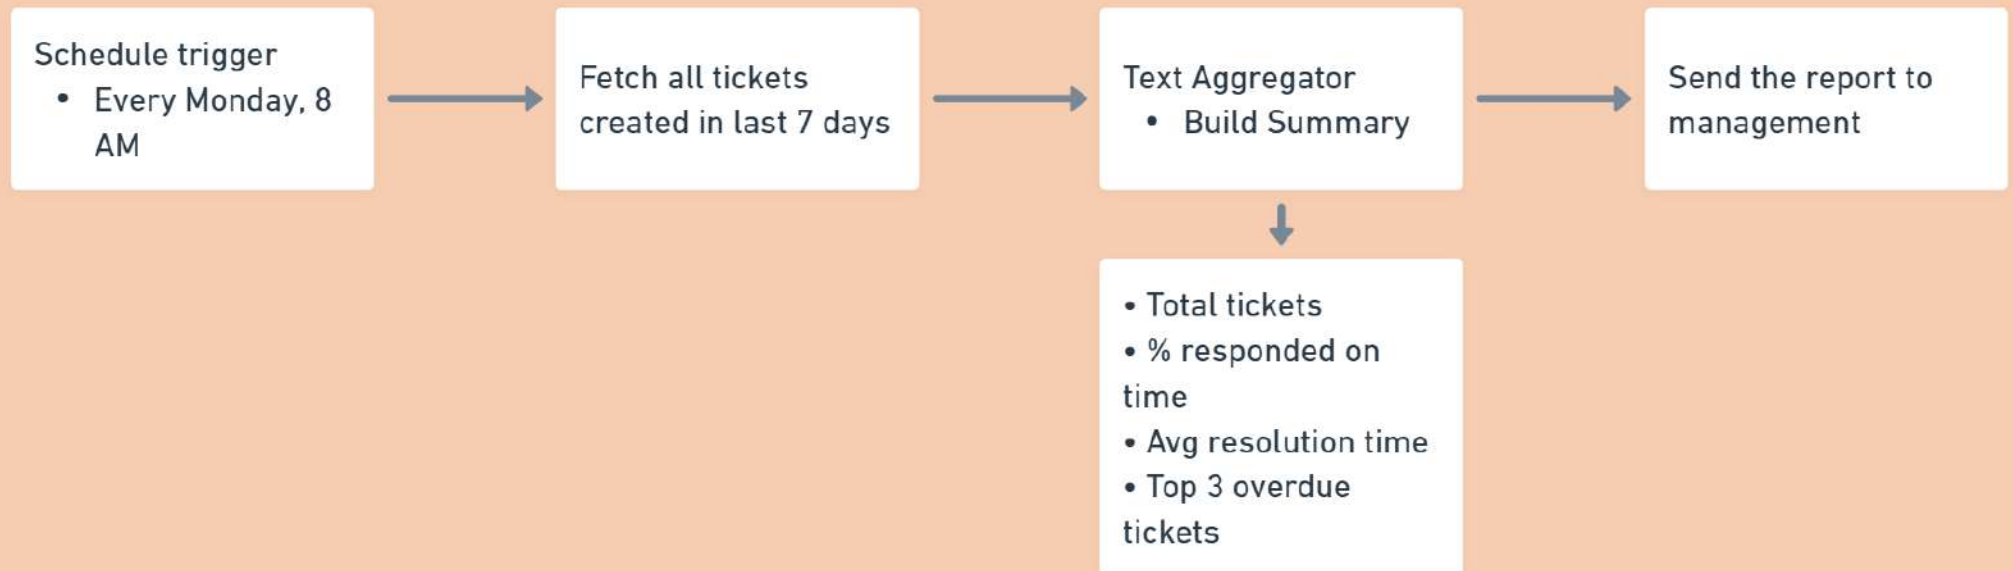 Schedule trigger
• Every Monday, 8
AM
Fetch all tickets
created in last 7 days
Text Aggregator
• Build Summary
Send the report to
management
• Total tickets
• % responded on
time
• Avg resolution time
• Top 3 overdue
tickets